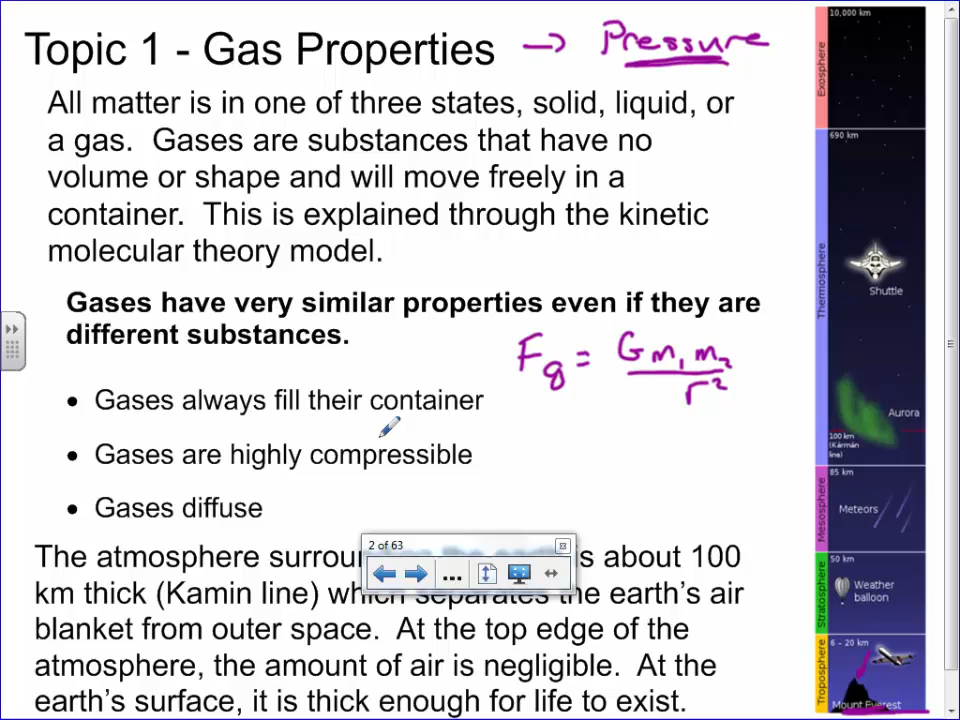 Topic 1 - Gas Properties → Pressure
All matter is in one of three states, solid, liquid, or
a gas. Gases are substances that have no
volume or shape and will move freely in a
container. This is explained through the kinetic
molecular theory model.
Gases have very similar properties even if they are
different substances.
Fg = G m₁ m₂ / r²
• Gases always fill their container
• Gases are highly compressible
• Gases diffuse
2 of 63
The atmosphere surrounding the earth is about 100
km thick (Kamin line) which separates the earth's air
blanket from outer space. At the top edge of the
atmosphere, the amount of air is negligible. At the
earth's surface, it is thick enough for life to exist.
10,000 km
Exosphere
690 km
Thermosphere
Shuttle
Aurora
100 km
(Kármán
line)
85 km
Mesosphere
Meteors
50 km
Stratosphere
Weather
balloon
6 – 20 km
Troposphere
Mount Everest